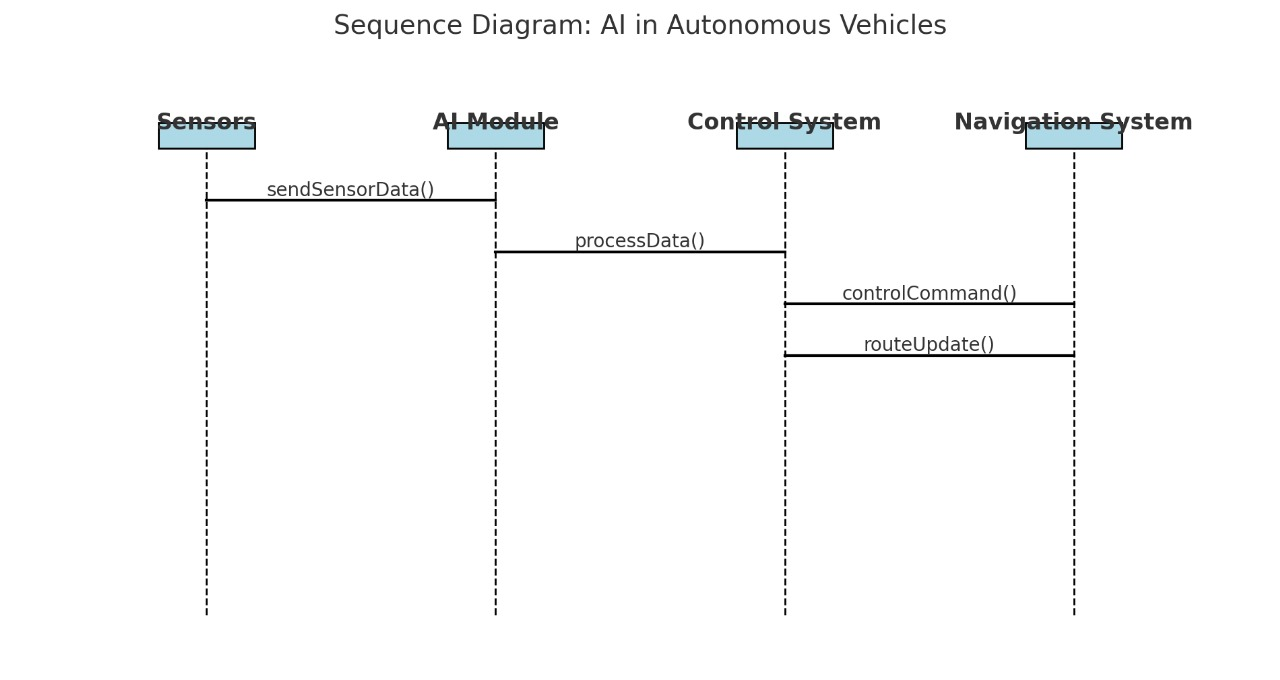 Sequence Diagram: AI in Autonomous Vehicles
Sensors
AI Module
Control System
Navigation System
sendSensorData()
processData()
controlCommand()
routeUpdate()